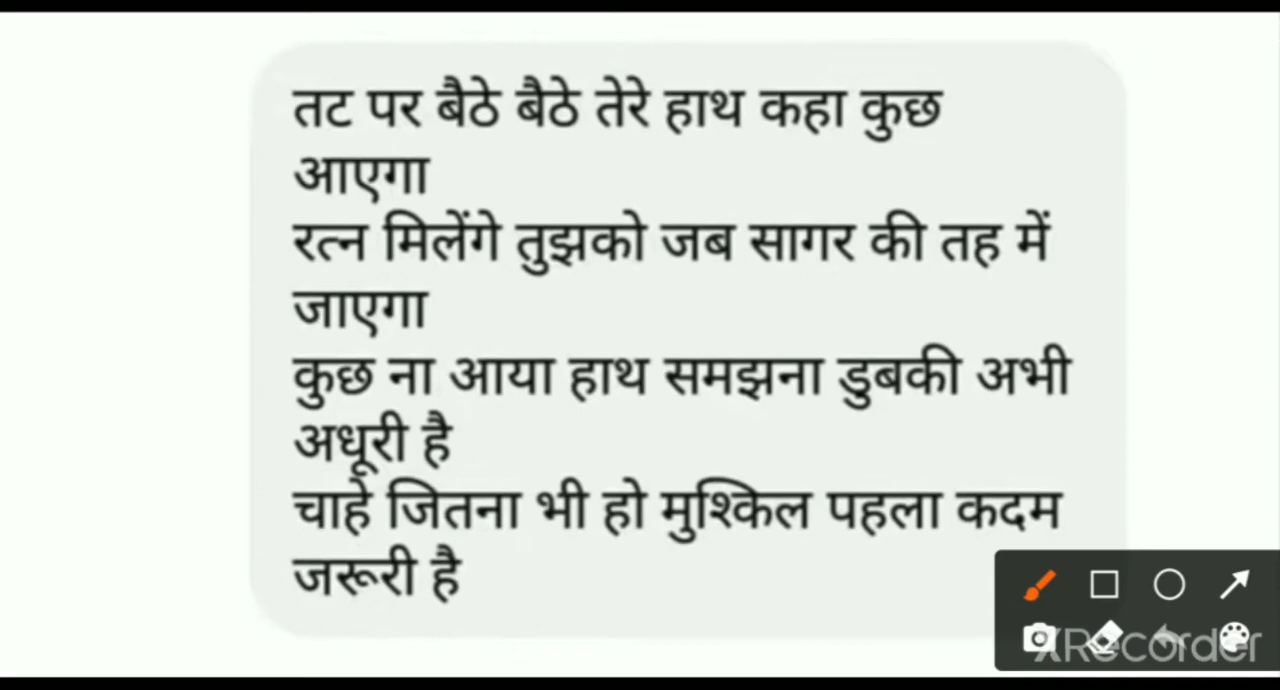 तट पर बैठे बैठे तेरे हाथ कहा कुछ
आएगा
रत्न मिलेंगे तुझको जब सागर की तह में
जाएगा
कुछ ना आया हाथ समझना डुबकी अभी
अधूरी है
चाहे जितना भी हो मुश्किल पहला कदम
जरूरी है
XRecorder